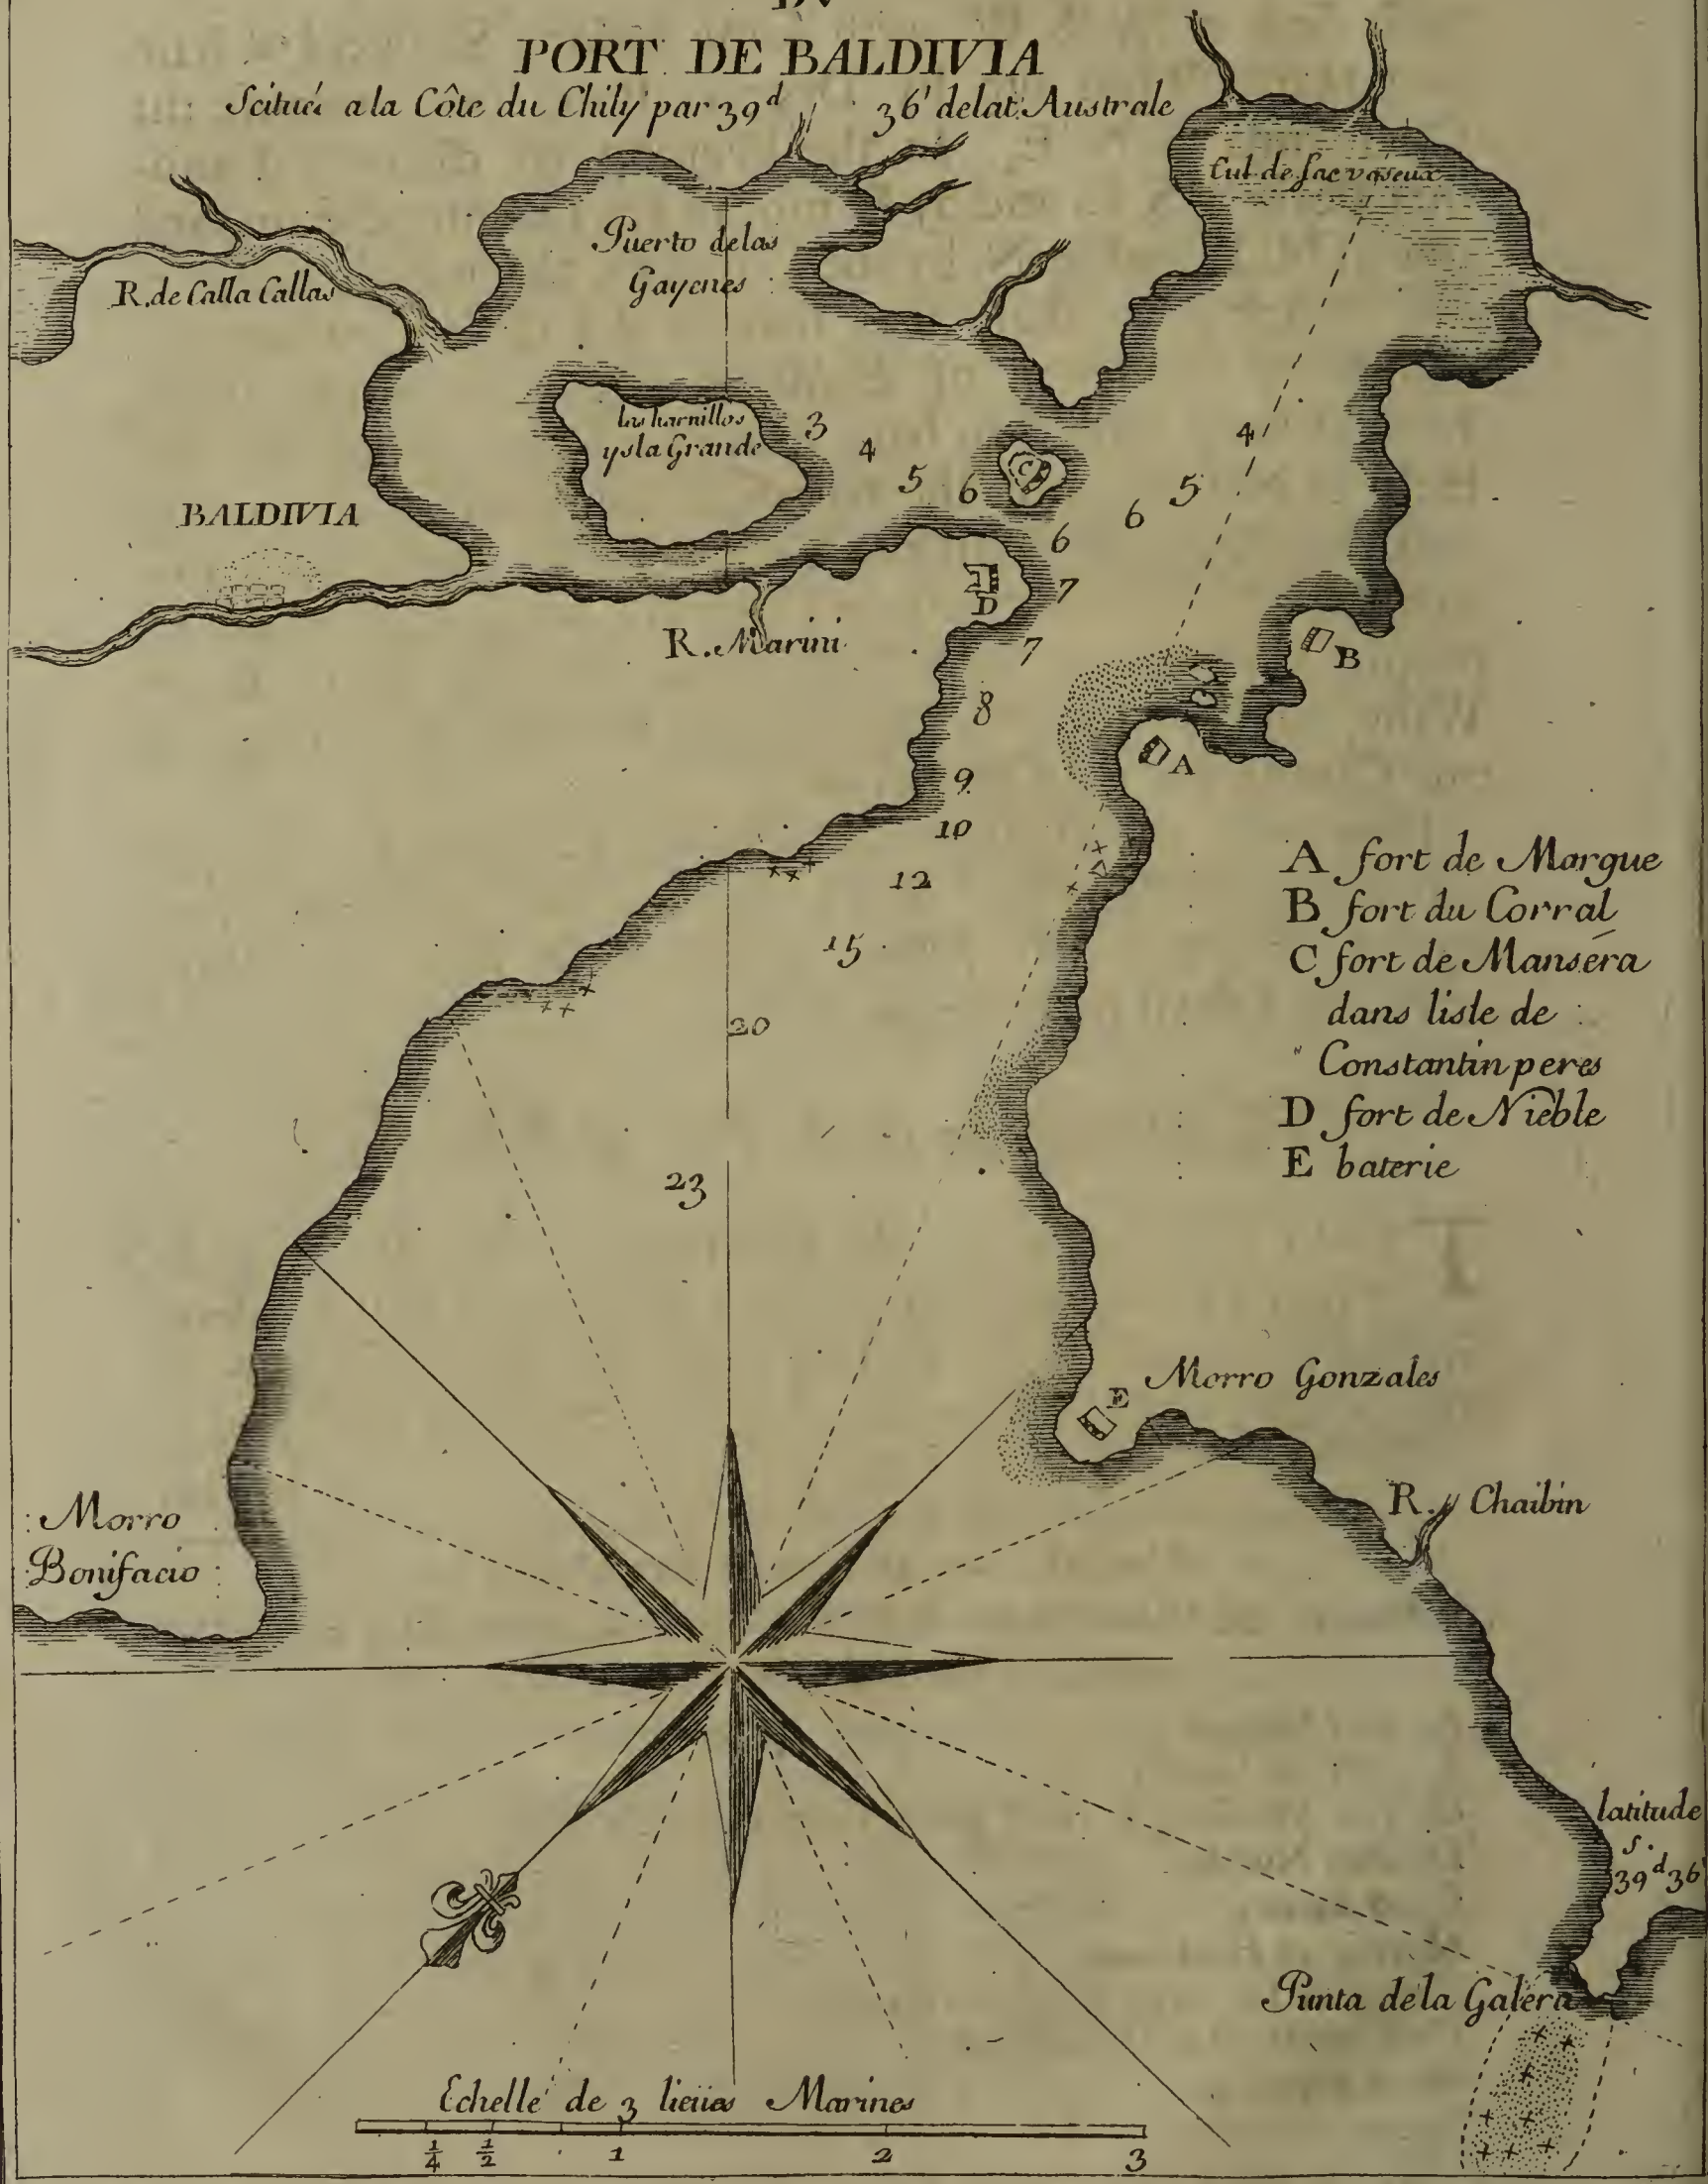 PORT DE BALDIVIA
Scitué a la Côte du Chily par 39d 36' de lat. Australe
Cul de sac vaseux
Puerto de las
Gayones
R. de Calla Callas
ysla Grande
3
4
5
6
4
5
6
6
7
7
8
9
10
12
15
20
23
BALDIVIA
R. Marini
C
D
B
A
A fort de Margue
B fort du Corral
C fort de Manséra
dans lisle de
Constantin peres
D fort de Nièble
E baterie
Morro Gonzales
E
R. Chaibin
Morro
Bonifacio
latitude
s.
39d 36'
Punta de la Galera
Echelle de 3 lieües Marines
1/4 1/2 1 2 3